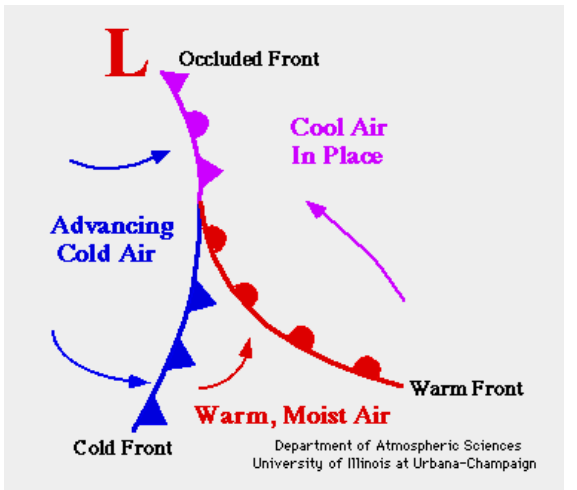 L
Occluded Front
Cool Air
In Place
Advancing
Cold Air
Warm Front
Warm, Moist Air
Cold Front
Department of Atmospheric Sciences
University of Illinois at Urbana-Champaign